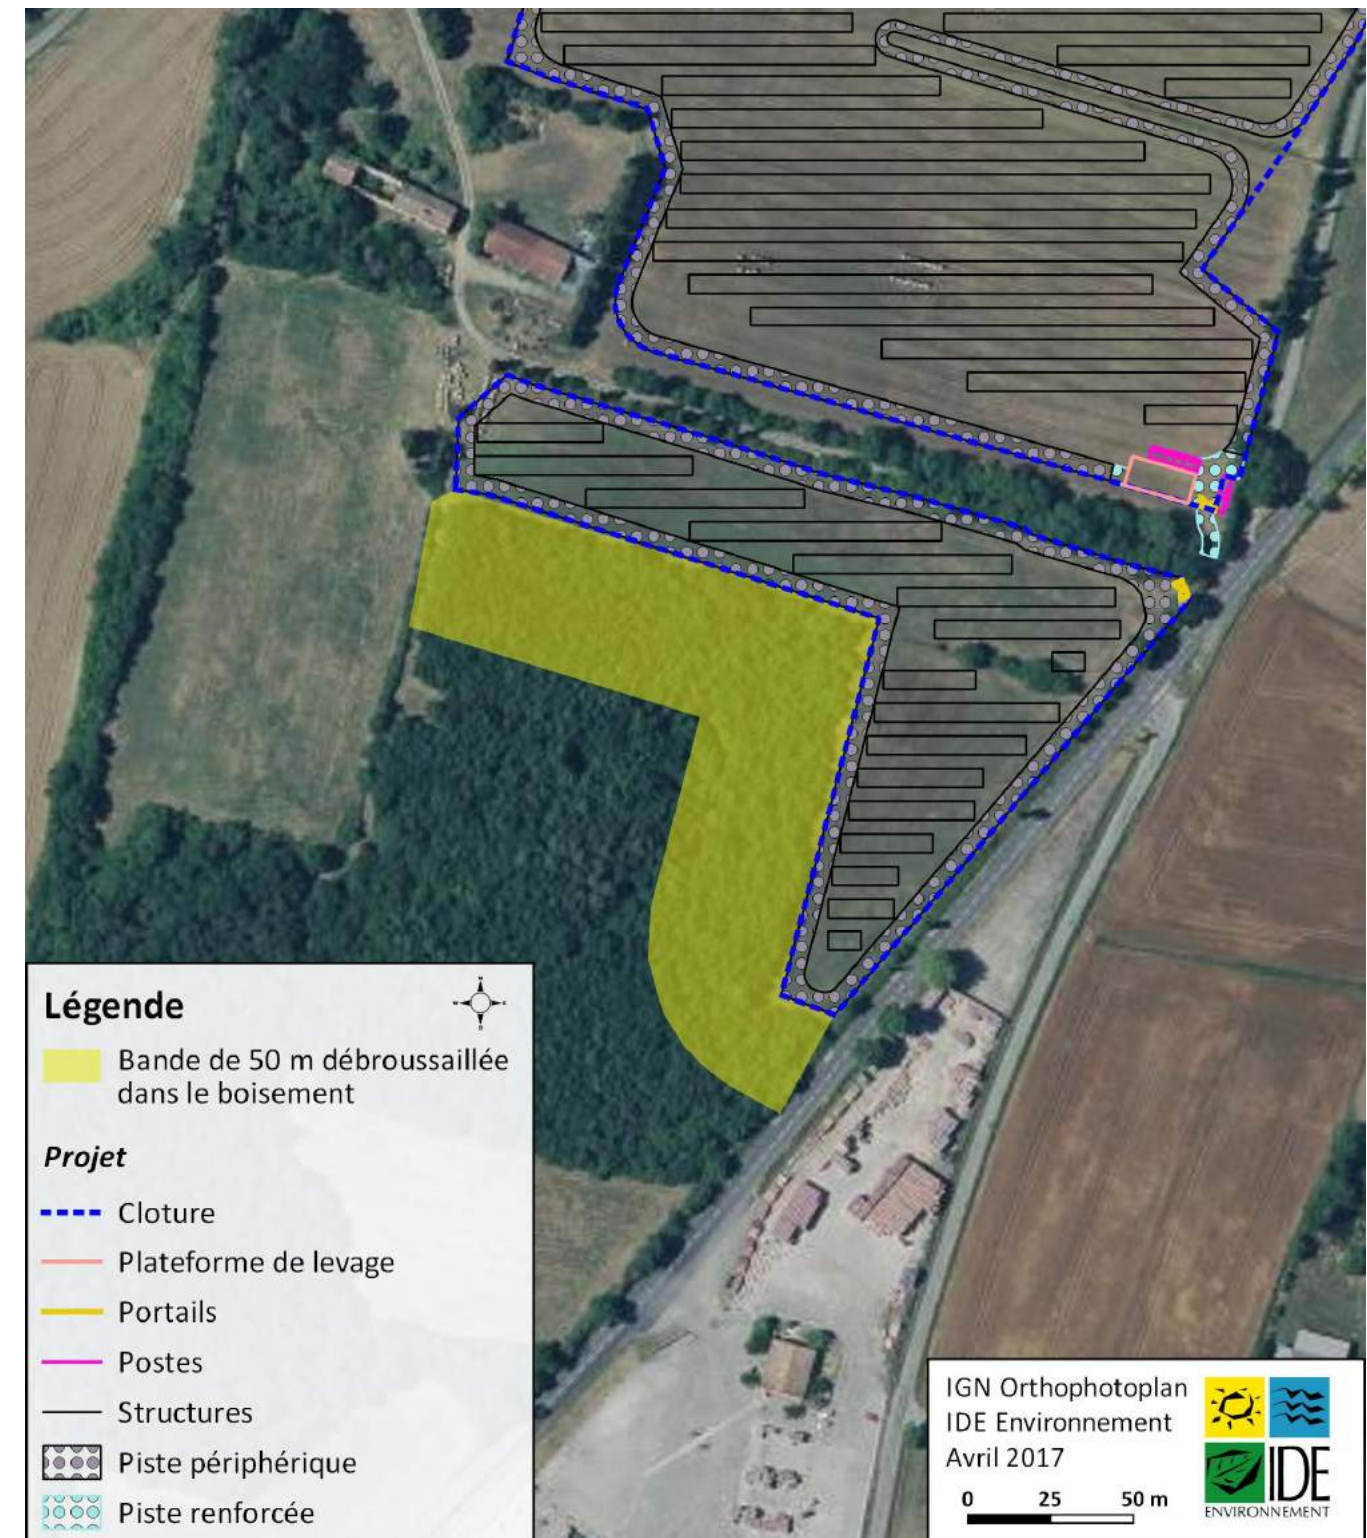 Légende
Bande de 50 m débroussaillée
dans le boisement
Projet
Cloture
Plateforme de levage
Portails
Postes
Structures
Piste périphérique
Piste renforcée
IGN Orthophotoplan
IDE Environnement
Avril 2017
0 25 50 m
IDE
ENVIRONNEMENT